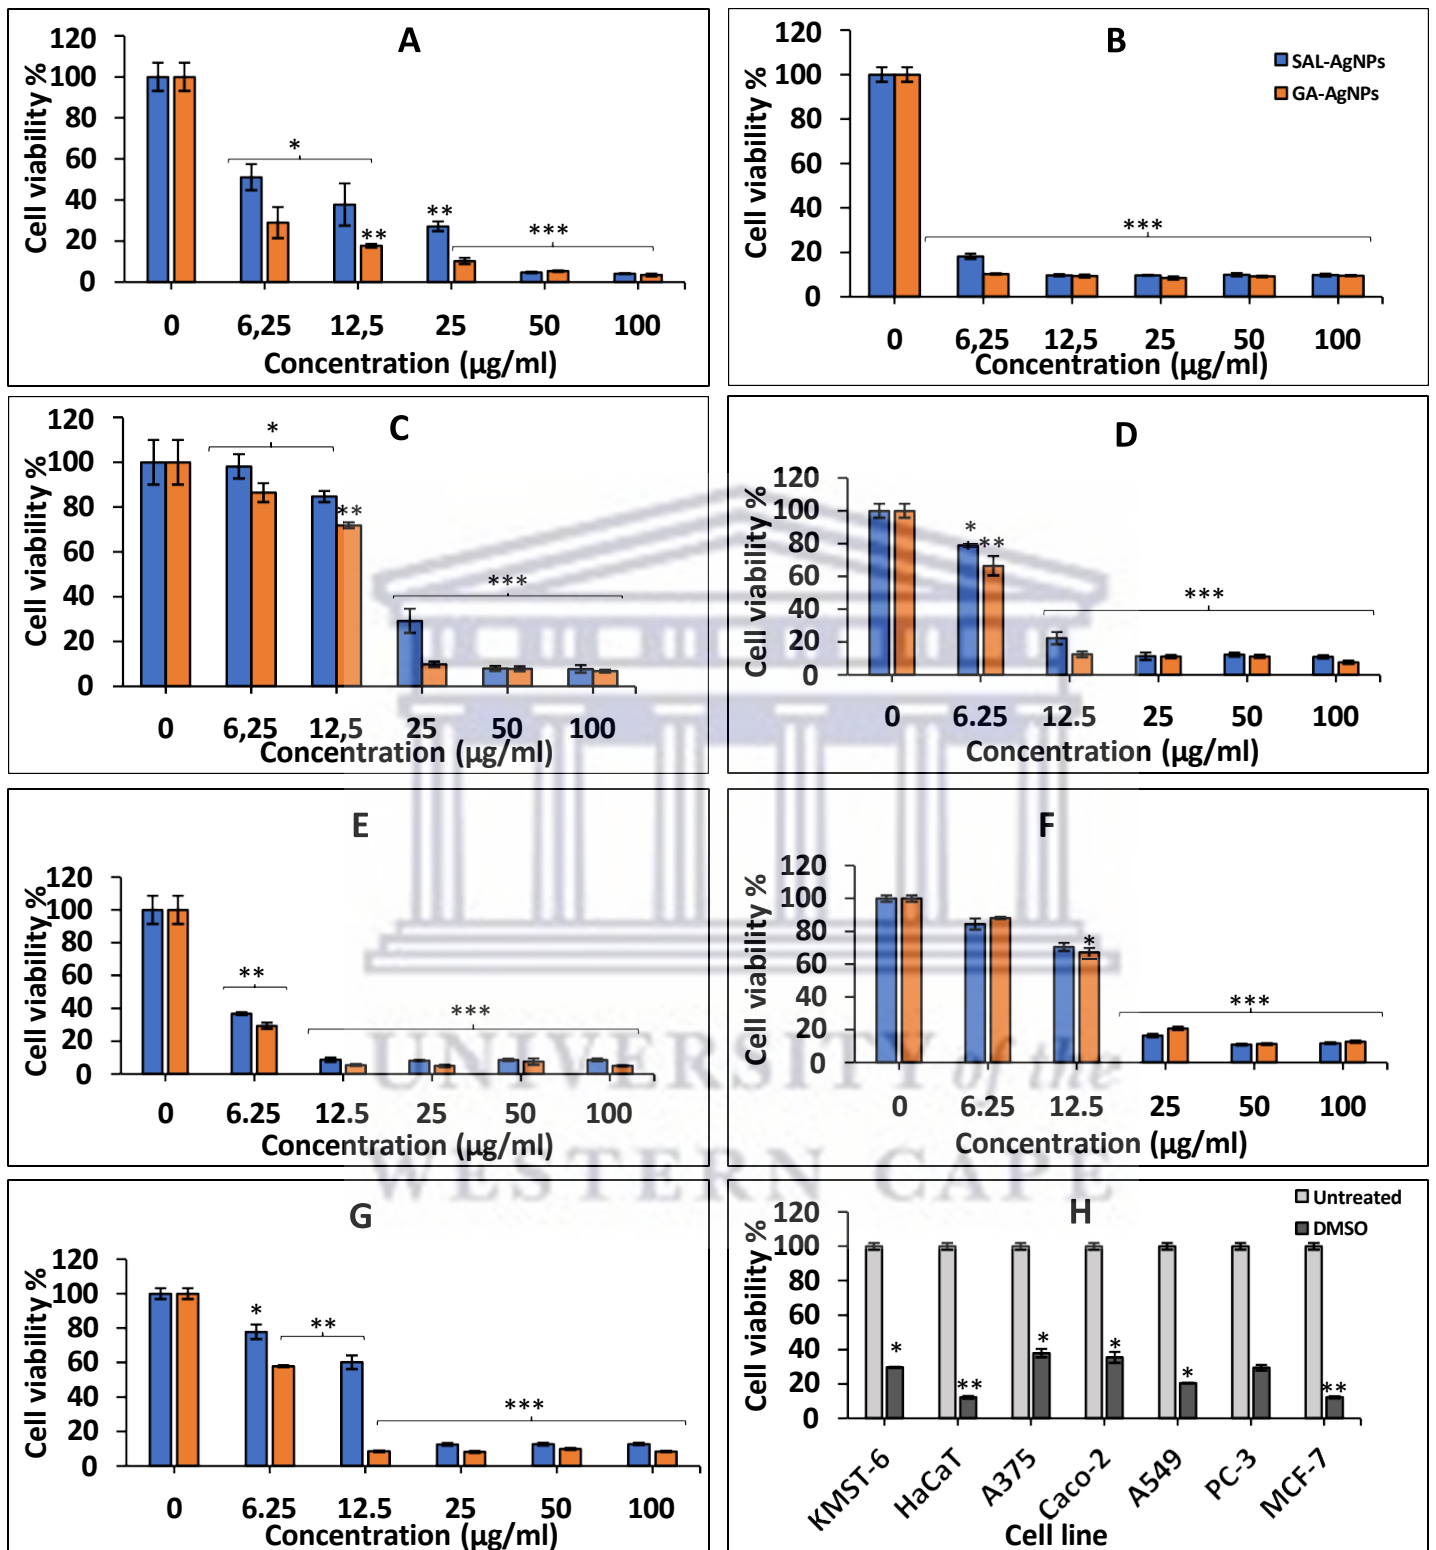 A
Cell viability %
120
100
80
60
40
20
0
*
**
**
***
0 6,25 12,5 25 50 100
Concentration (µg/ml)
B
SAL-AgNPs
GA-AgNPs
Cell viability %
120
100
80
60
40
20
0
***
0 6,25 12,5 25 50 100
Concentration (µg/ml)
C
Cell viability %
120
100
80
60
40
20
0
*
**
***
0 6,25 12,5 25 50 100
Concentration (µg/ml)
D
Cell viability %
120
100
80
60
40
20
0
*
**
***
0 6.25 12.5 25 50 100
Concentration (µg/ml)
E
Cell viability %
120
100
80
60
40
20
0
**
***
0 6.25 12.5 25 50 100
Concentration (µg/ml)
F
Cell viability %
120
100
80
60
40
20
0
*
***
0 6.25 12.5 25 50 100
Concentration (µg/ml)
UNIVERSITY of the
WESTERN CAPE
G
Cell viability %
100
80
60
40
20
0
*
**
***
0 6.25 12.5 25 50 100
Concentration (µg/ml)
H
Untreated
DMSO
Cell viability %
120
100
80
60
40
20
0
*
**
*
*
*
**
KMST-6 HaCaT A375 Caco-2 A549 PC-3 MCF-7
Cell line